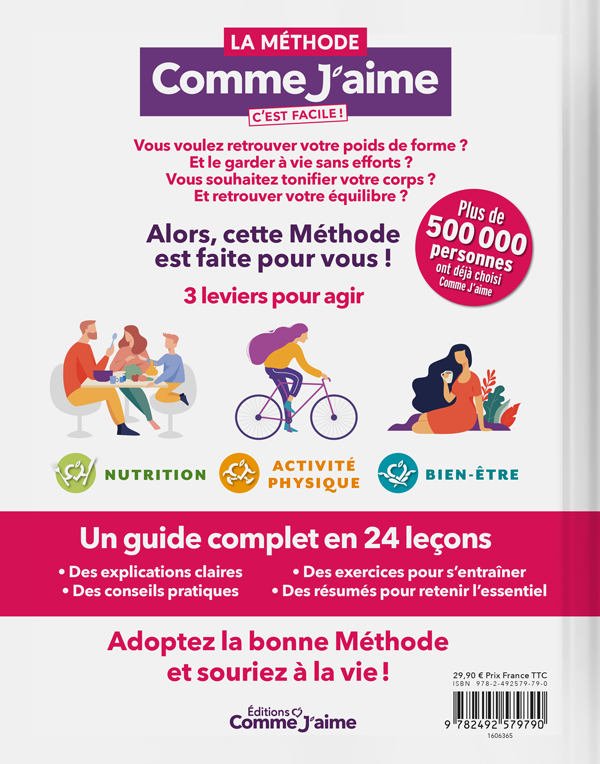 LA MÉTHODE
Comme J'aime
C'EST FACILE !
Vous voulez retrouver votre poids de forme ?
Et le garder à vie sans efforts ?
Vous souhaitez tonifier votre corps ?
Et retrouver votre équilibre ?
Alors, cette Méthode
est faite pour vous !
Plus de
500 000
personnes
ont déjà choisi
Comme J'aime
3 leviers pour agir
NUTRITION
ACTIVITÉ
PHYSIQUE
BIEN-ÊTRE
Un guide complet en 24 leçons
• Des explications claires
• Des conseils pratiques
• Des exercices pour s'entraîner
• Des résumés pour retenir l'essentiel
Adoptez la bonne Méthode
et souriez à la vie !
Éditions
Comme J'aime
29,90 € Prix France TTC
ISBN 978-2-492579-79-0
9 782492 579790
1606365